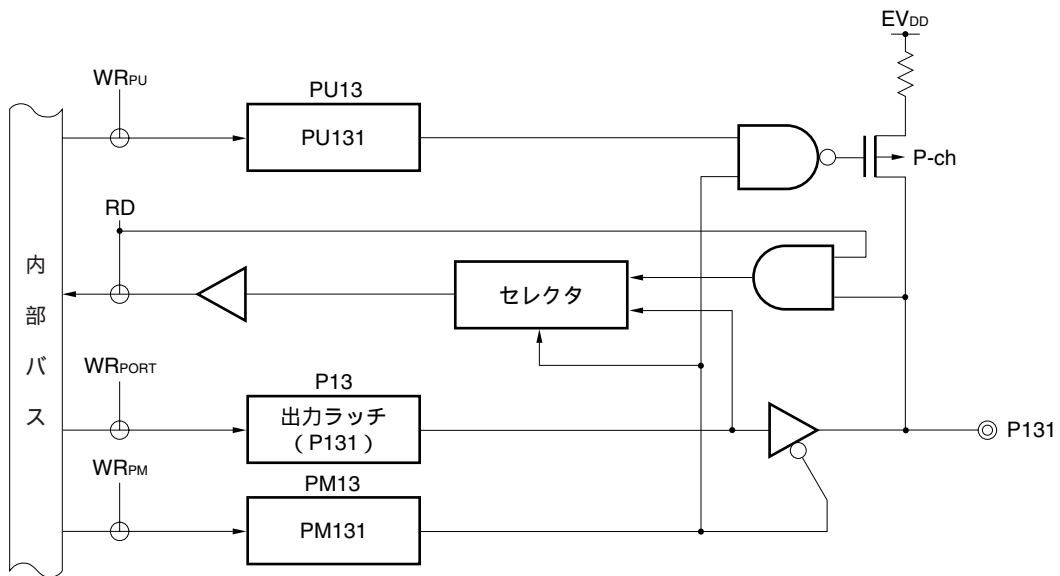 EVDD
WRPU
PU13
PU131
P-ch
RD
内部バス
セレクタ
WRPORT
P13
出力ラッチ
(P131)
P131
WRPM
PM13
PM131